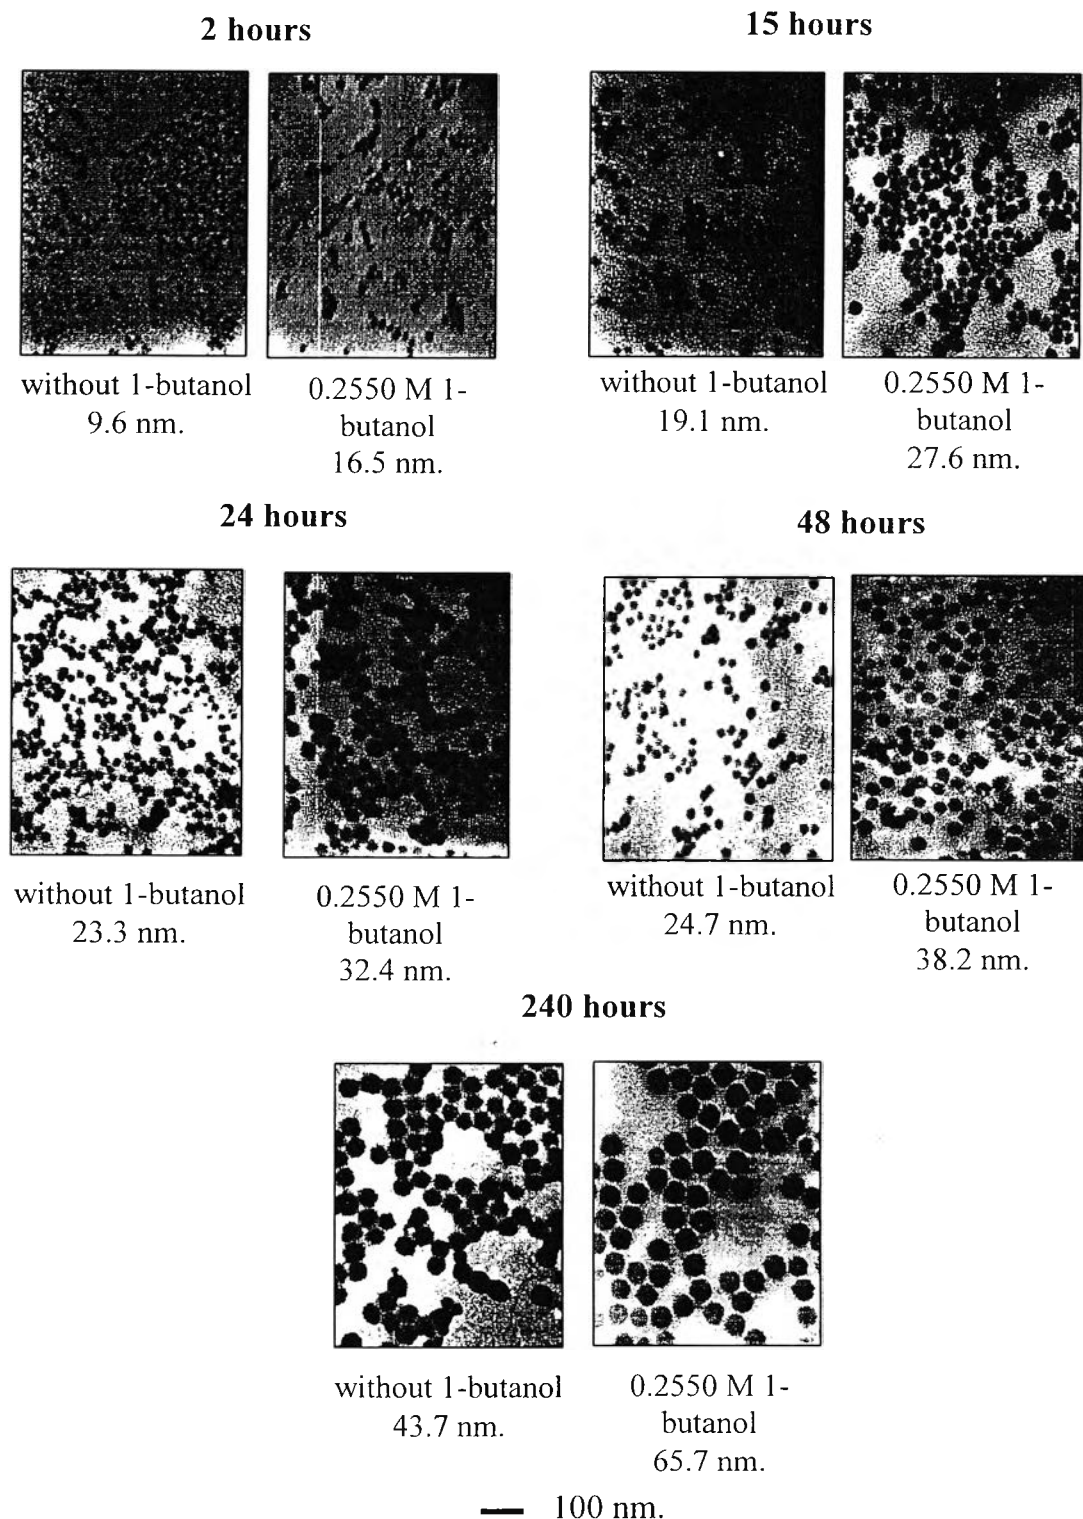 2 hours
without 1-butanol
9.6 nm.
0.2550 M 1-
butanol
16.5 nm.
15 hours
without 1-butanol
19.1 nm.
0.2550 M 1-
butanol
27.6 nm.
24 hours
without 1-butanol
23.3 nm.
0.2550 M 1-
butanol
32.4 nm.
48 hours
without 1-butanol
24.7 nm.
0.2550 M 1-
butanol
38.2 nm.
240 hours
without 1-butanol
43.7 nm.
0.2550 M 1-
butanol
65.7 nm.
100 nm.